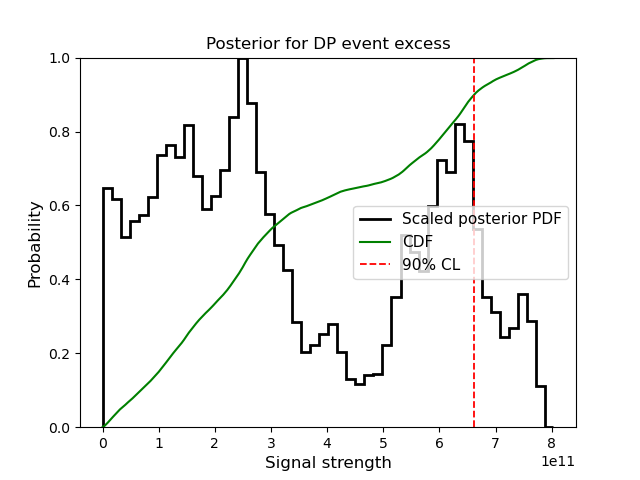 Posterior for DP event excess
Probability
1.0
0.8
0.6
0.4
0.2
0.0
Scaled posterior PDF
CDF
90% CL
0 1 2 3 4 5 6 7 8
1e11
Signal strength